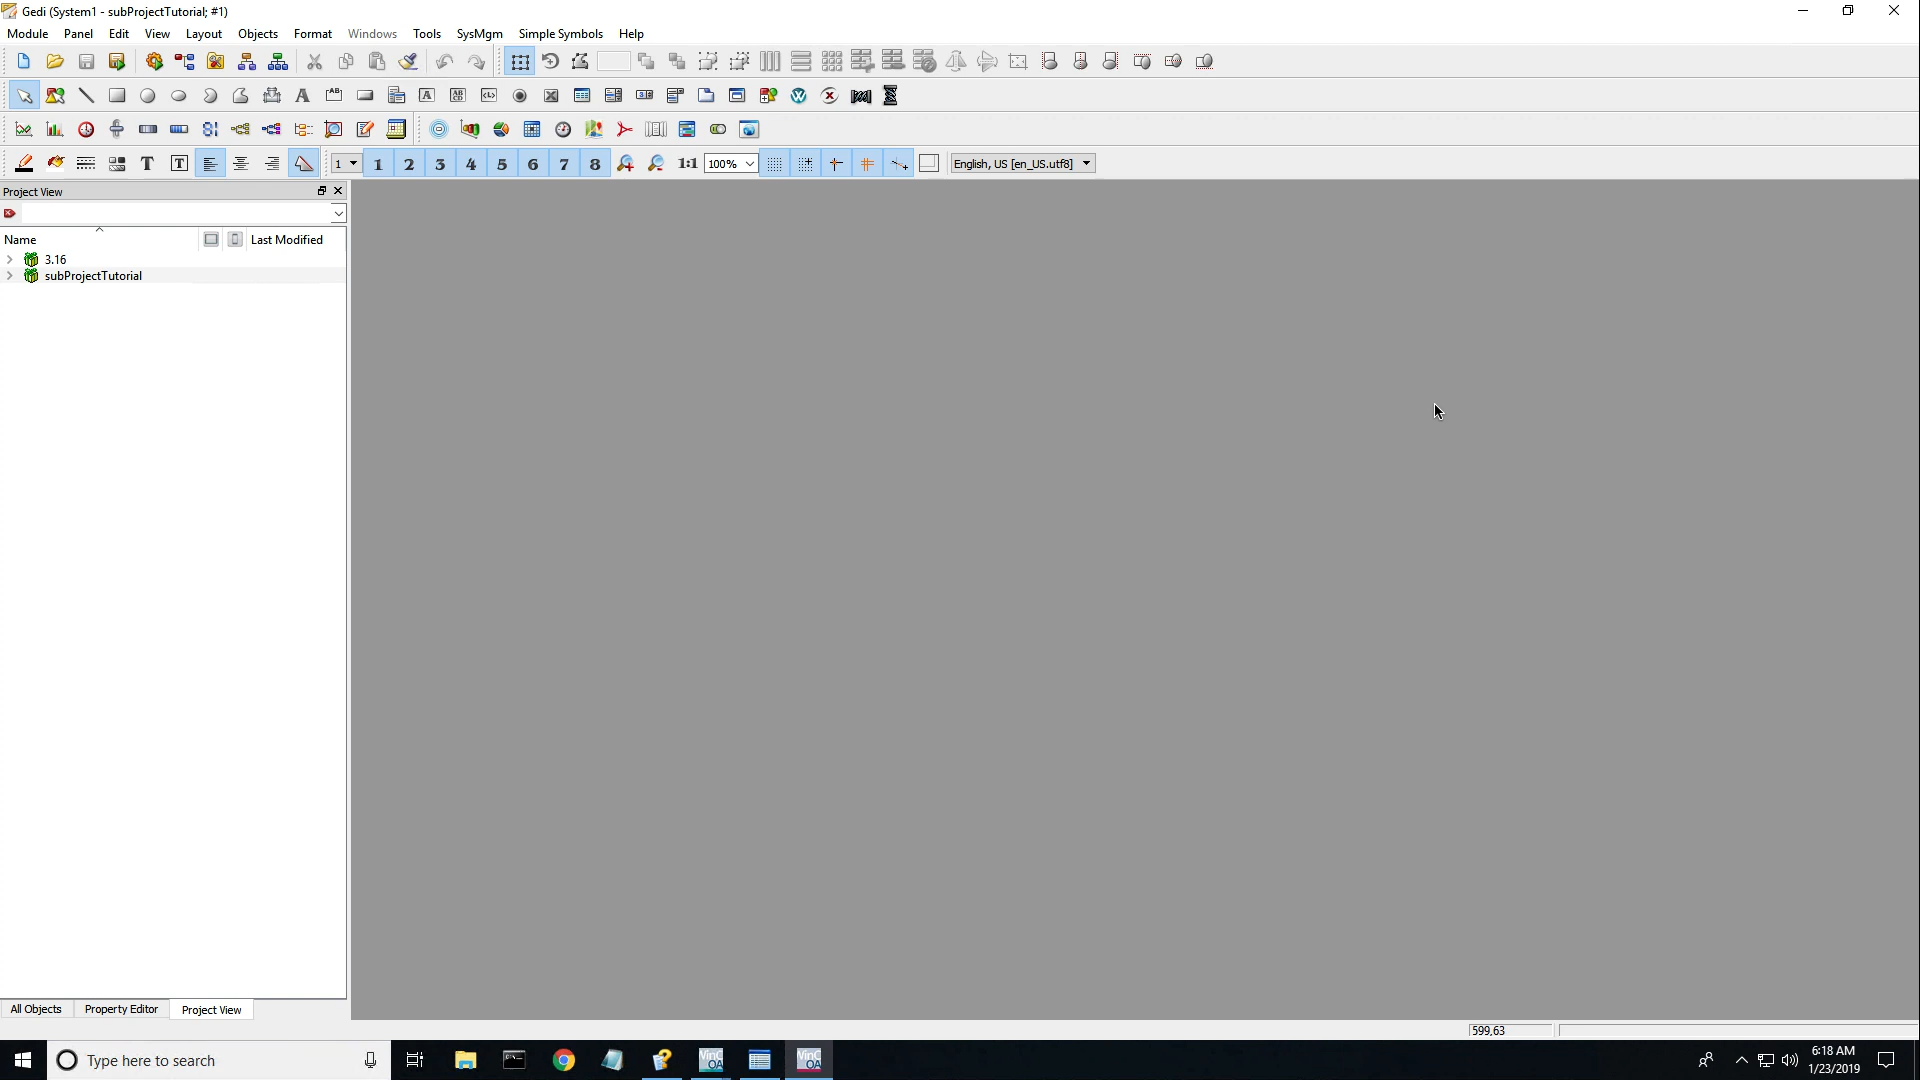 Gedi (System1 - subProjectTutorial; #1)
Module Panel Edit View Layout Objects Format Windows Tools SysMgm Simple Symbols Help
1 1 2 3 4 5 6 7 8 1:1 100% English, US [en_US.utf8]
Project View
Name Last Modified
3.16
subProjectTutorial
All Objects Property Editor Project View
599,63
Type here to search
6:18 AM
1/23/2019